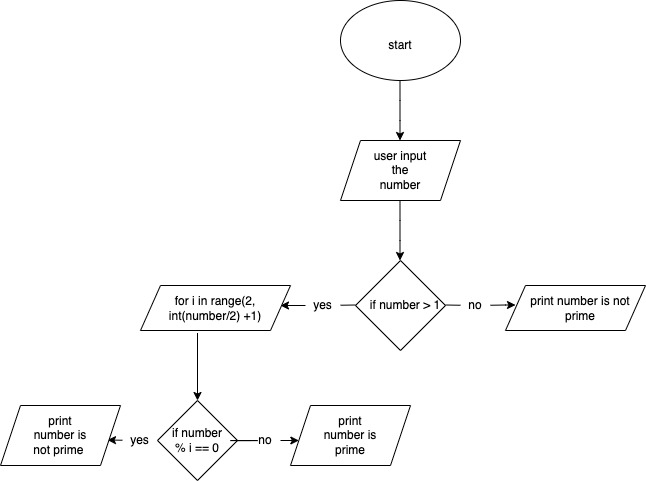 start
user input
the
number
for i in range(2,
int(number/2) +1)
yes
if number > 1
no
print number is not
prime
print
number is
not prime
yes
if number
% i == 0
no
print
number is
prime